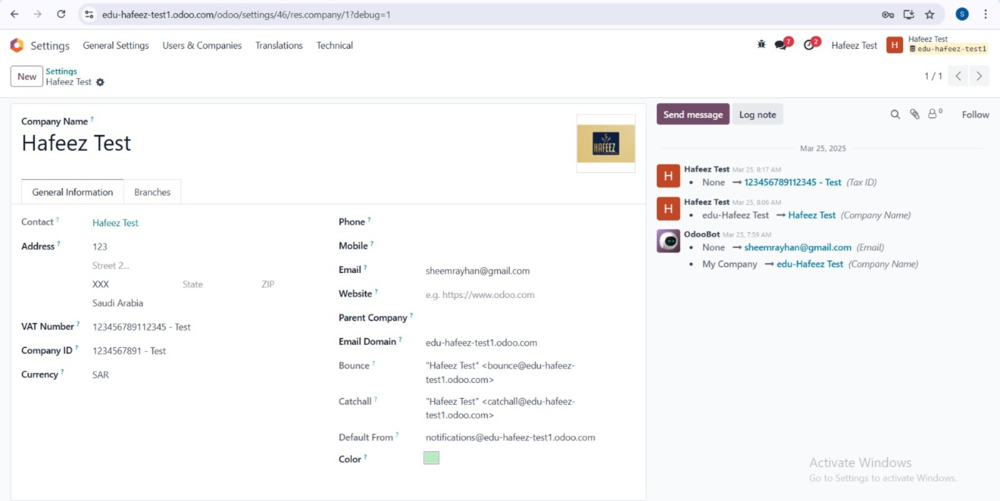 edu-hafeez-test1.odoo.com/odoo/settings/46/res.company/1?debug=1
S
Settings General Settings Users & Companies Translations Technical
7 2 Hafeez Test H Hafeez Test
edu-hafeez-test1
New Settings
Hafeez Test
1 / 1
Company Name ?
Hafeez Test
HAFEEZ
General Information Branches
Contact ? Hafeez Test
Address ? 123
Street 2...
XXX State ZIP
Saudi Arabia
VAT Number ? 123456789112345 - Test
Company ID ? 1234567891 - Test
Currency ? SAR
Phone ?
Mobile ?
Email ? sheemrayhan@gmail.com
Website ? e.g. https://www.odoo.com
Parent Company ?
Email Domain ? edu-hafeez-test1.odoo.com
Bounce ? "Hafeez Test" <bounce@edu-hafeez-
test1.odoo.com>
Catchall ? "Hafeez Test" <catchall@edu-hafeez-
test1.odoo.com>
Default From ? notifications@edu-hafeez-test1.odoo.com
Color ?
Send message Log note 0 Follow
Mar 25, 2025
H Hafeez Test Mar 25, 8:17 AM
• None → 123456789112345 - Test (Tax ID)
H Hafeez Test Mar 25, 8:06 AM
• edu-Hafeez Test → Hafeez Test (Company Name)
OdooBot Mar 25, 7:59 AM
• None → sheemrayhan@gmail.com (Email)
• My Company → edu-Hafeez Test (Company Name)
Activate Windows
Go to Settings to activate Windows.